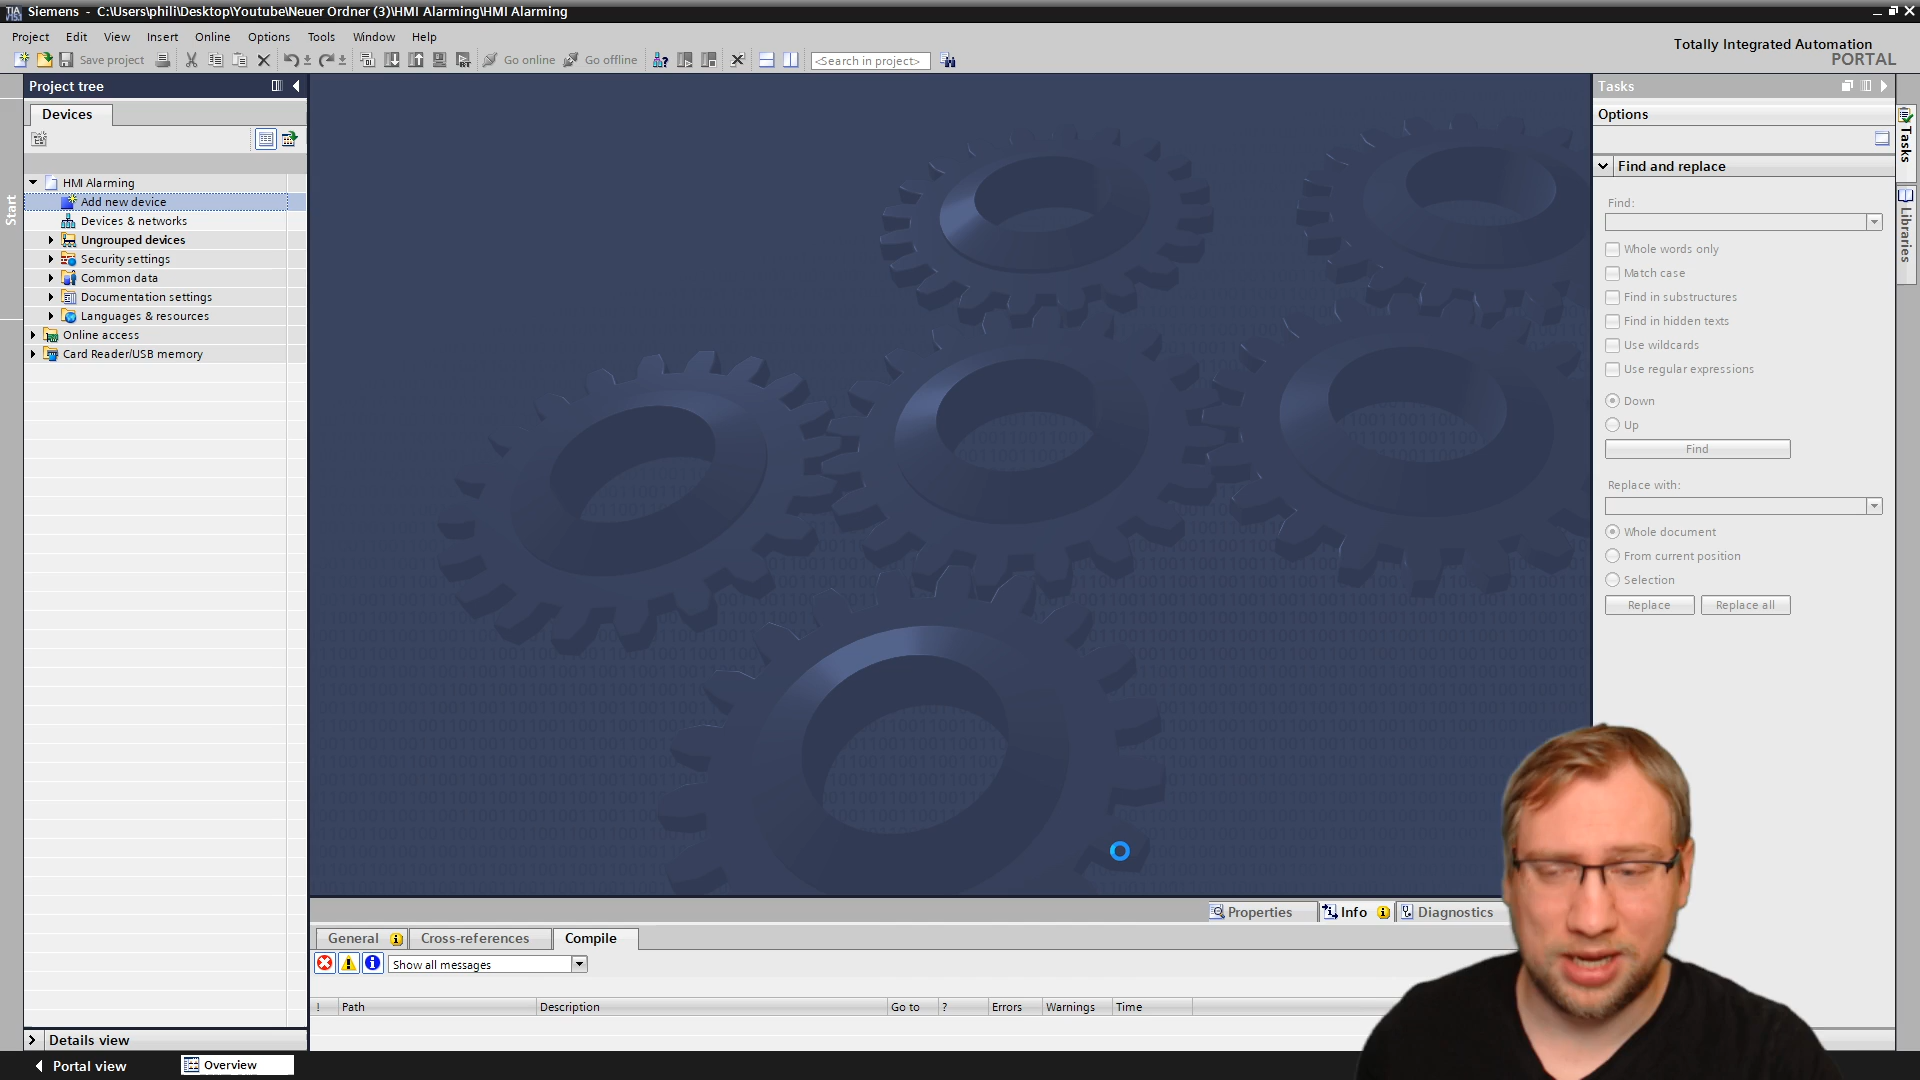 Siemens - C:\Users\phili\Desktop\Youtube\Neuer Ordner (3)\HMI Alarming\HMI Alarming
Project Edit View Insert Online Options Tools Window Help
Totally Integrated Automation
PORTAL
Save project
Go online
Go offline
<Search in project>
Project tree
Devices
Start
HMI Alarming
Add new device
Devices & networks
Ungrouped devices
Security settings
Common data
Documentation settings
Languages & resources
Online access
Card Reader/USB memory
Details view
Portal view
Overview
Properties
Info
Diagnostics
General
Cross-references
Compile
Show all messages
! Path Description Go to ? Errors Warnings Time
Tasks
Options
Find and replace
Find:
Whole words only
Match case
Find in substructures
Find in hidden texts
Use wildcards
Use regular expressions
Down
Up
Find
Replace with:
Whole document
From current position
Selection
Replace
Replace all
Tasks
Libraries